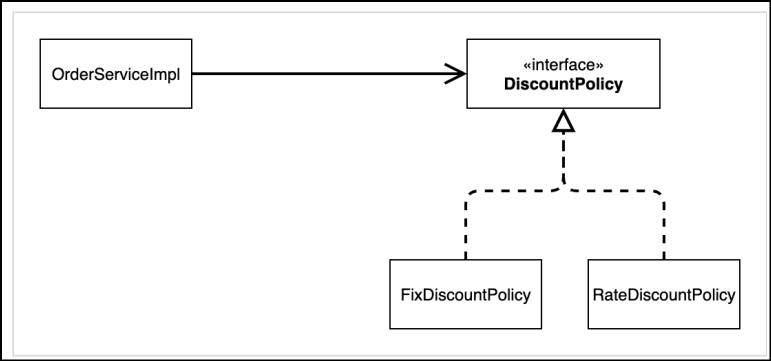 OrderServiceImpl
«interface»
DiscountPolicy
FixDiscountPolicy
RateDiscountPolicy